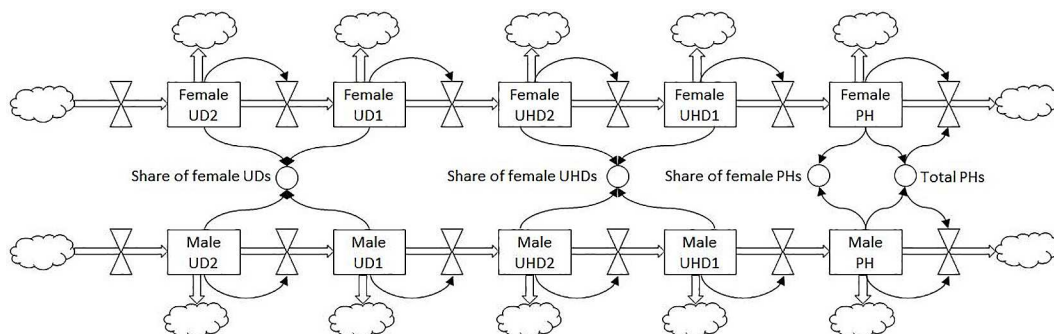 Female
UD2
Female
UD1
Female
UHD2
Female
UHD1
Female
PH
Share of female UDs
Share of female UHDs
Share of female PHs
Total PHs
Male
UD2
Male
UD1
Male
UHD2
Male
UHD1
Male
PH